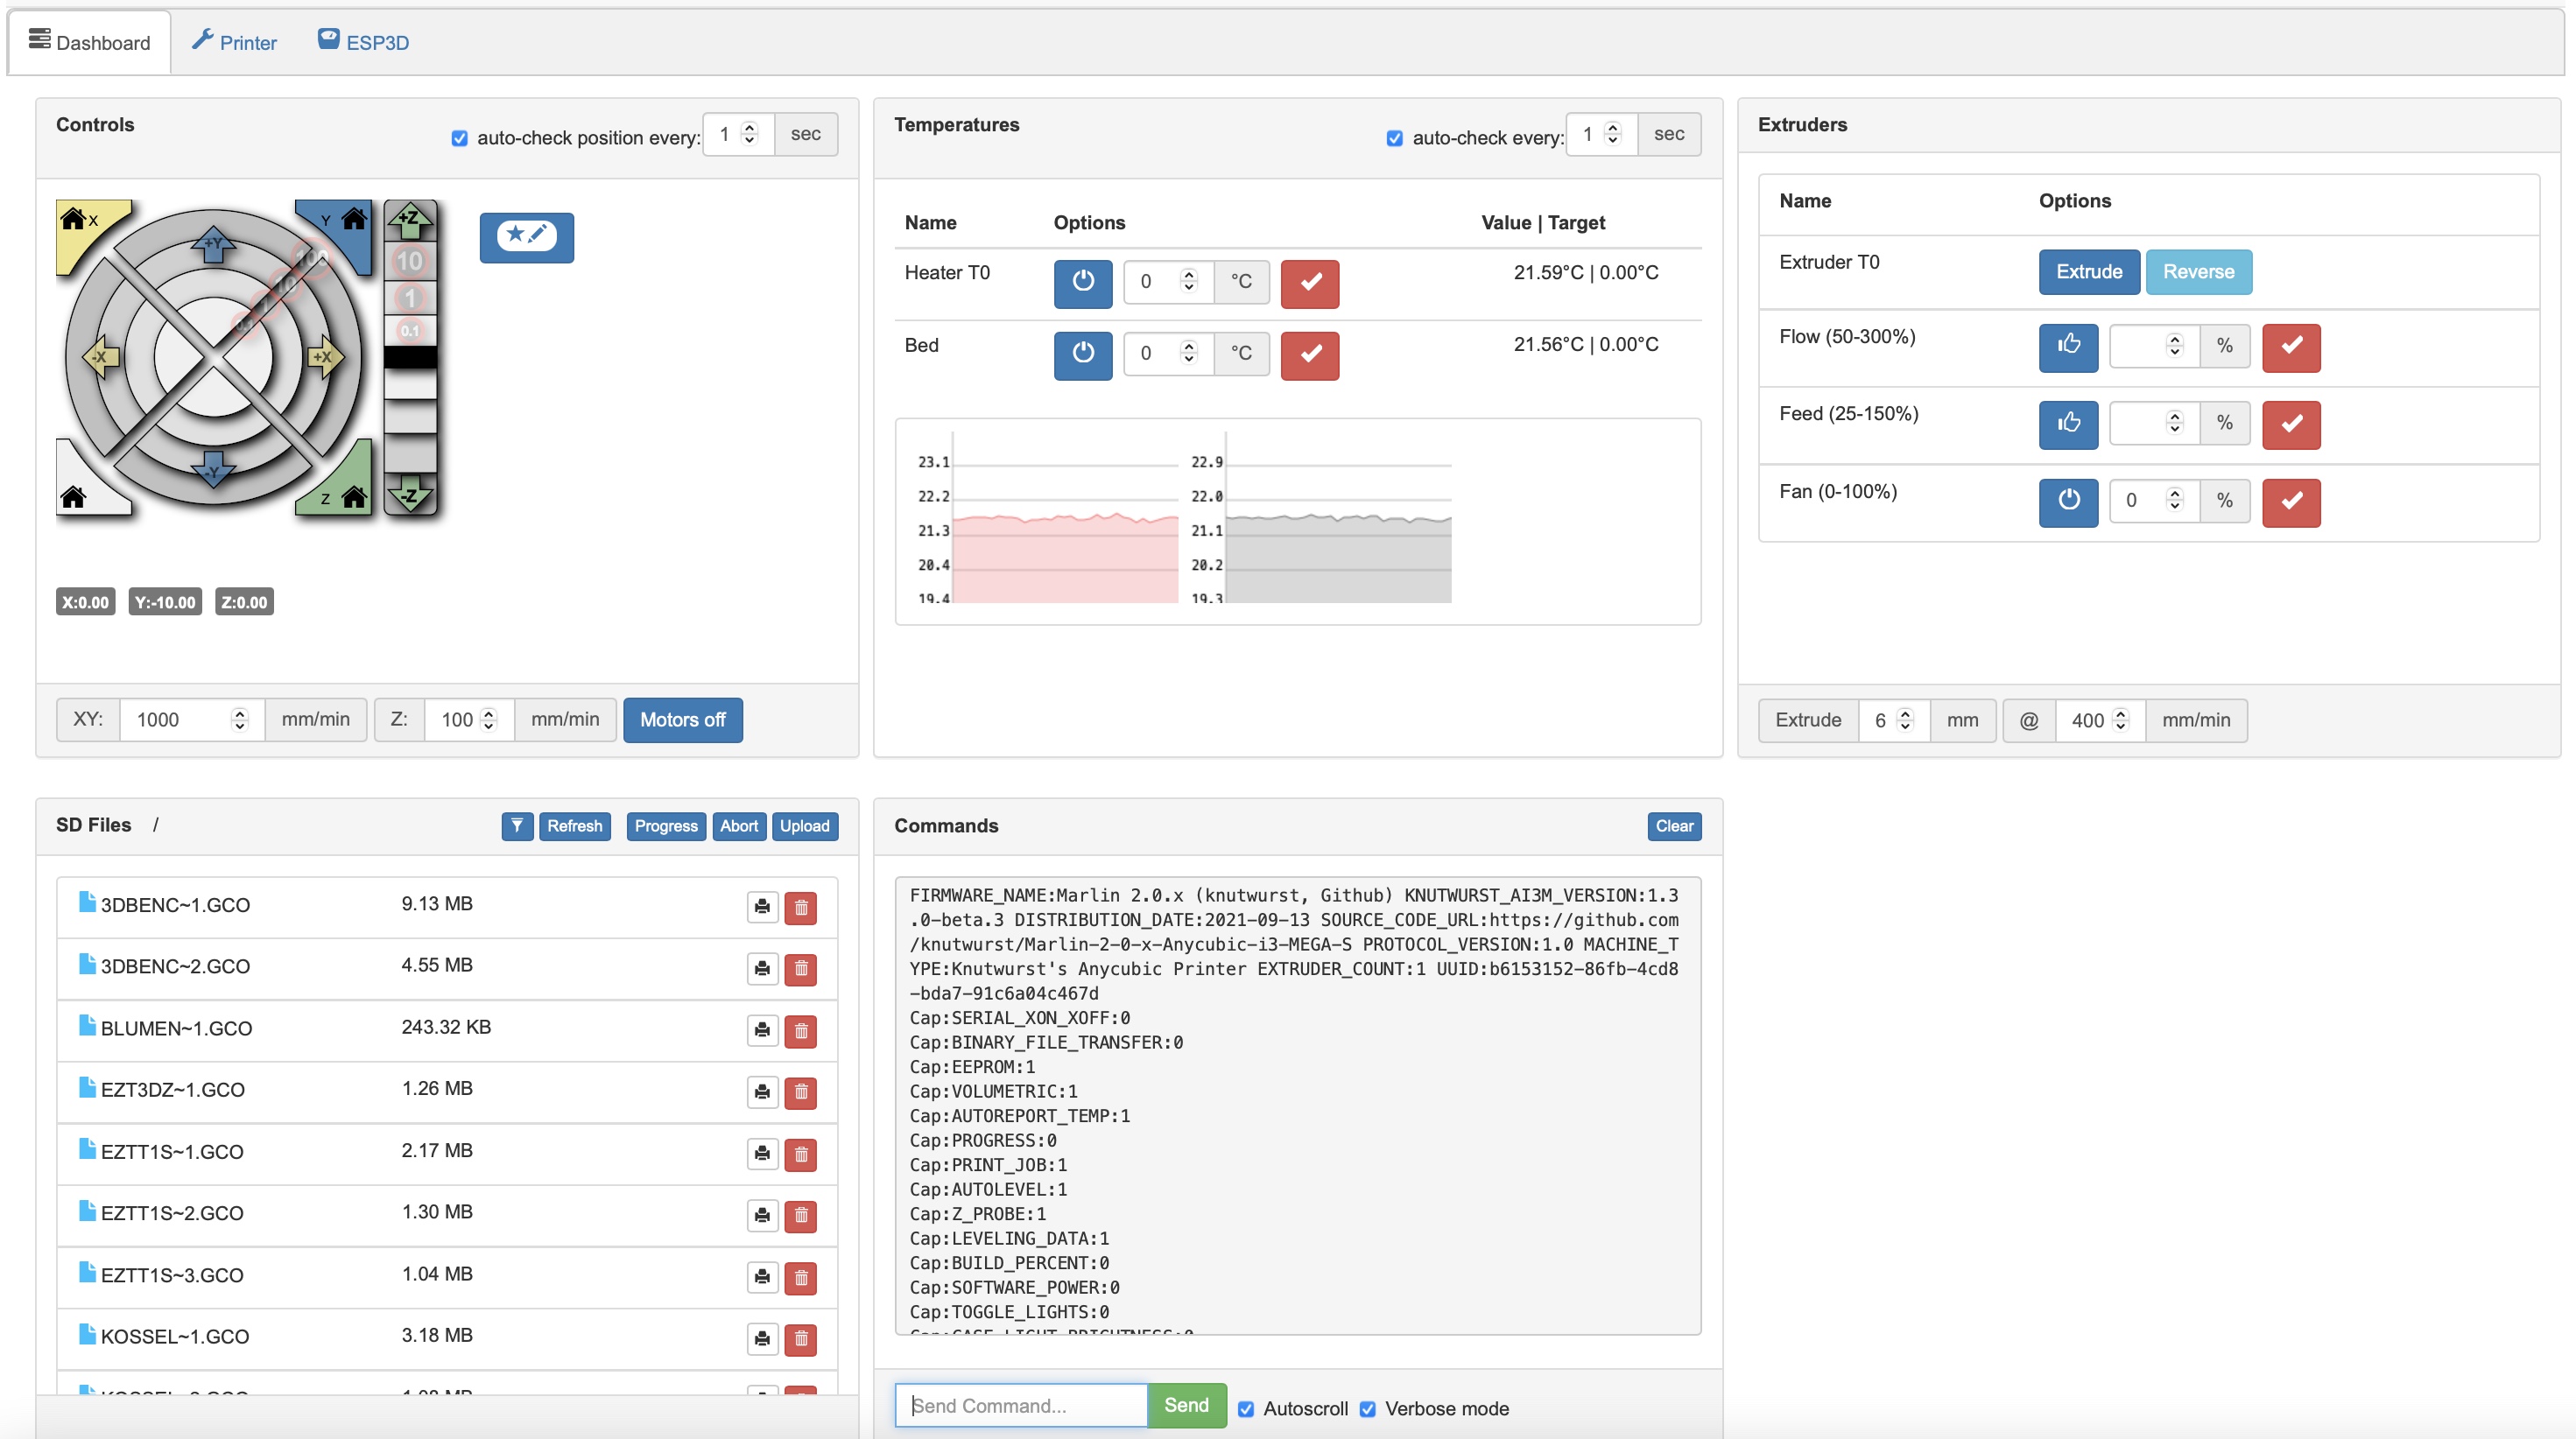 Dashboard Printer ESP3D
Controls
auto-check position every: 1 sec
X
Y
+Z
+Y
100
10
1
0.1
10
1
0.1
-X
+X
-Y
Z
-Z
X:0.00 Y:-10.00 Z:0.00
XY: 1000 mm/min Z: 100 mm/min Motors off
Temperatures
auto-check every: 1 sec
Name Options Value | Target
Heater T0 0 °C 21.59°C | 0.00°C
Bed 0 °C 21.56°C | 0.00°C
23.1
22.2
21.3
20.4
19.4
22.9
22.0
21.1
20.2
19.3
Extruders
Name Options
Extruder T0 Extrude Reverse
Flow (50-300%) %
Feed (25-150%) %
Fan (0-100%) 0 %
Extrude 6 mm @ 400 mm/min
SD Files / Refresh Progress Abort Upload
3DBENC~1.GCO 9.13 MB
3DBENC~2.GCO 4.55 MB
BLUMEN~1.GCO 243.32 KB
EZT3DZ~1.GCO 1.26 MB
EZTT1S~1.GCO 2.17 MB
EZTT1S~2.GCO 1.30 MB
EZTT1S~3.GCO 1.04 MB
KOSSEL~1.GCO 3.18 MB
Commands Clear
FIRMWARE_NAME:Marlin 2.0.x (knutwurst, Github) KNUTWURST_AI3M_VERSION:1.3
.0-beta.3 DISTRIBUTION_DATE:2021-09-13 SOURCE_CODE_URL:https://github.com
/knutwurst/Marlin-2-0-x-Anycubic-i3-MEGA-S PROTOCOL_VERSION:1.0 MACHINE_T
YPE:Knutwurst's Anycubic Printer EXTRUDER_COUNT:1 UUID:b6153152-86fb-4cd8
-bda7-91c6a04c467d
Cap:SERIAL_XON_XOFF:0
Cap:BINARY_FILE_TRANSFER:0
Cap:EEPROM:1
Cap:VOLUMETRIC:1
Cap:AUTOREPORT_TEMP:1
Cap:PROGRESS:0
Cap:PRINT_JOB:1
Cap:AUTOLEVEL:1
Cap:Z_PROBE:1
Cap:LEVELING_DATA:1
Cap:BUILD_PERCENT:0
Cap:SOFTWARE_POWER:0
Cap:TOGGLE_LIGHTS:0
Cap:CASE_LIGHT_BRIGHTNESS:0
Send Command... Send Autoscroll Verbose mode